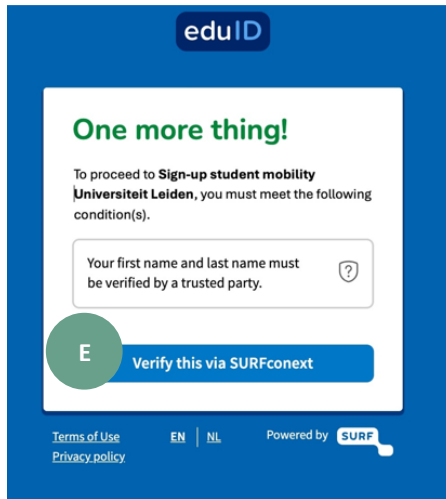 eduID
One more thing!
To proceed to Sign-up student mobility
Universiteit Leiden, you must meet the following
condition(s).
Your first name and last name must
be verified by a trusted party.
?
E
Verify this via SURFconext
Terms of Use EN | NL Powered by SURF
Privacy policy